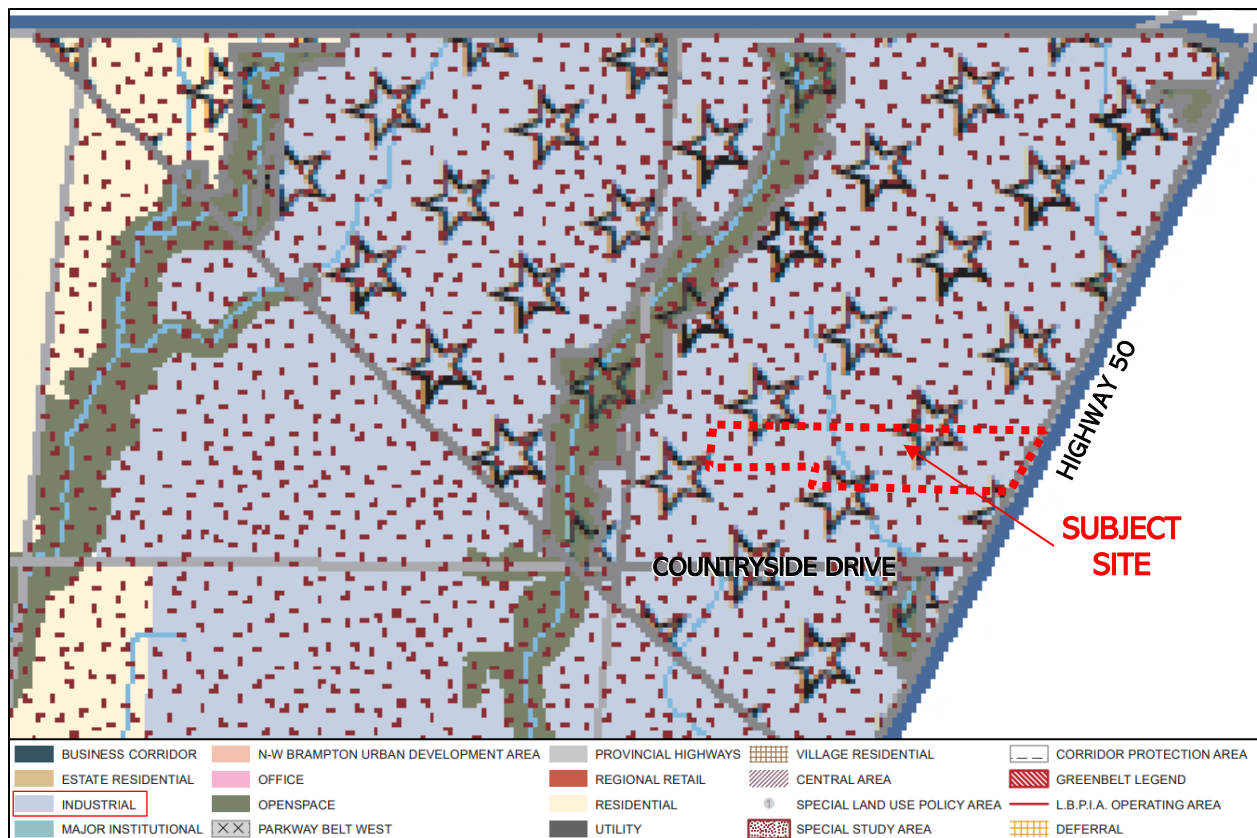 HIGHWAY 50
SUBJECT
SITE
COUNTRYSIDE DRIVE
BUSINESS CORRIDOR
N-W BRAMPTON URBAN DEVELOPMENT AREA
PROVINCIAL HIGHWAYS
VILLAGE RESIDENTIAL
CORRIDOR PROTECTION AREA
ESTATE RESIDENTIAL
OFFICE
REGIONAL RETAIL
CENTRAL AREA
GREENBELT LEGEND
INDUSTRIAL
OPENSPACE
RESIDENTIAL
1 SPECIAL LAND USE POLICY AREA
L.B.P.I.A. OPERATING AREA
MAJOR INSTITUTIONAL
PARKWAY BELT WEST
UTILITY
SPECIAL STUDY AREA
DEFERRAL